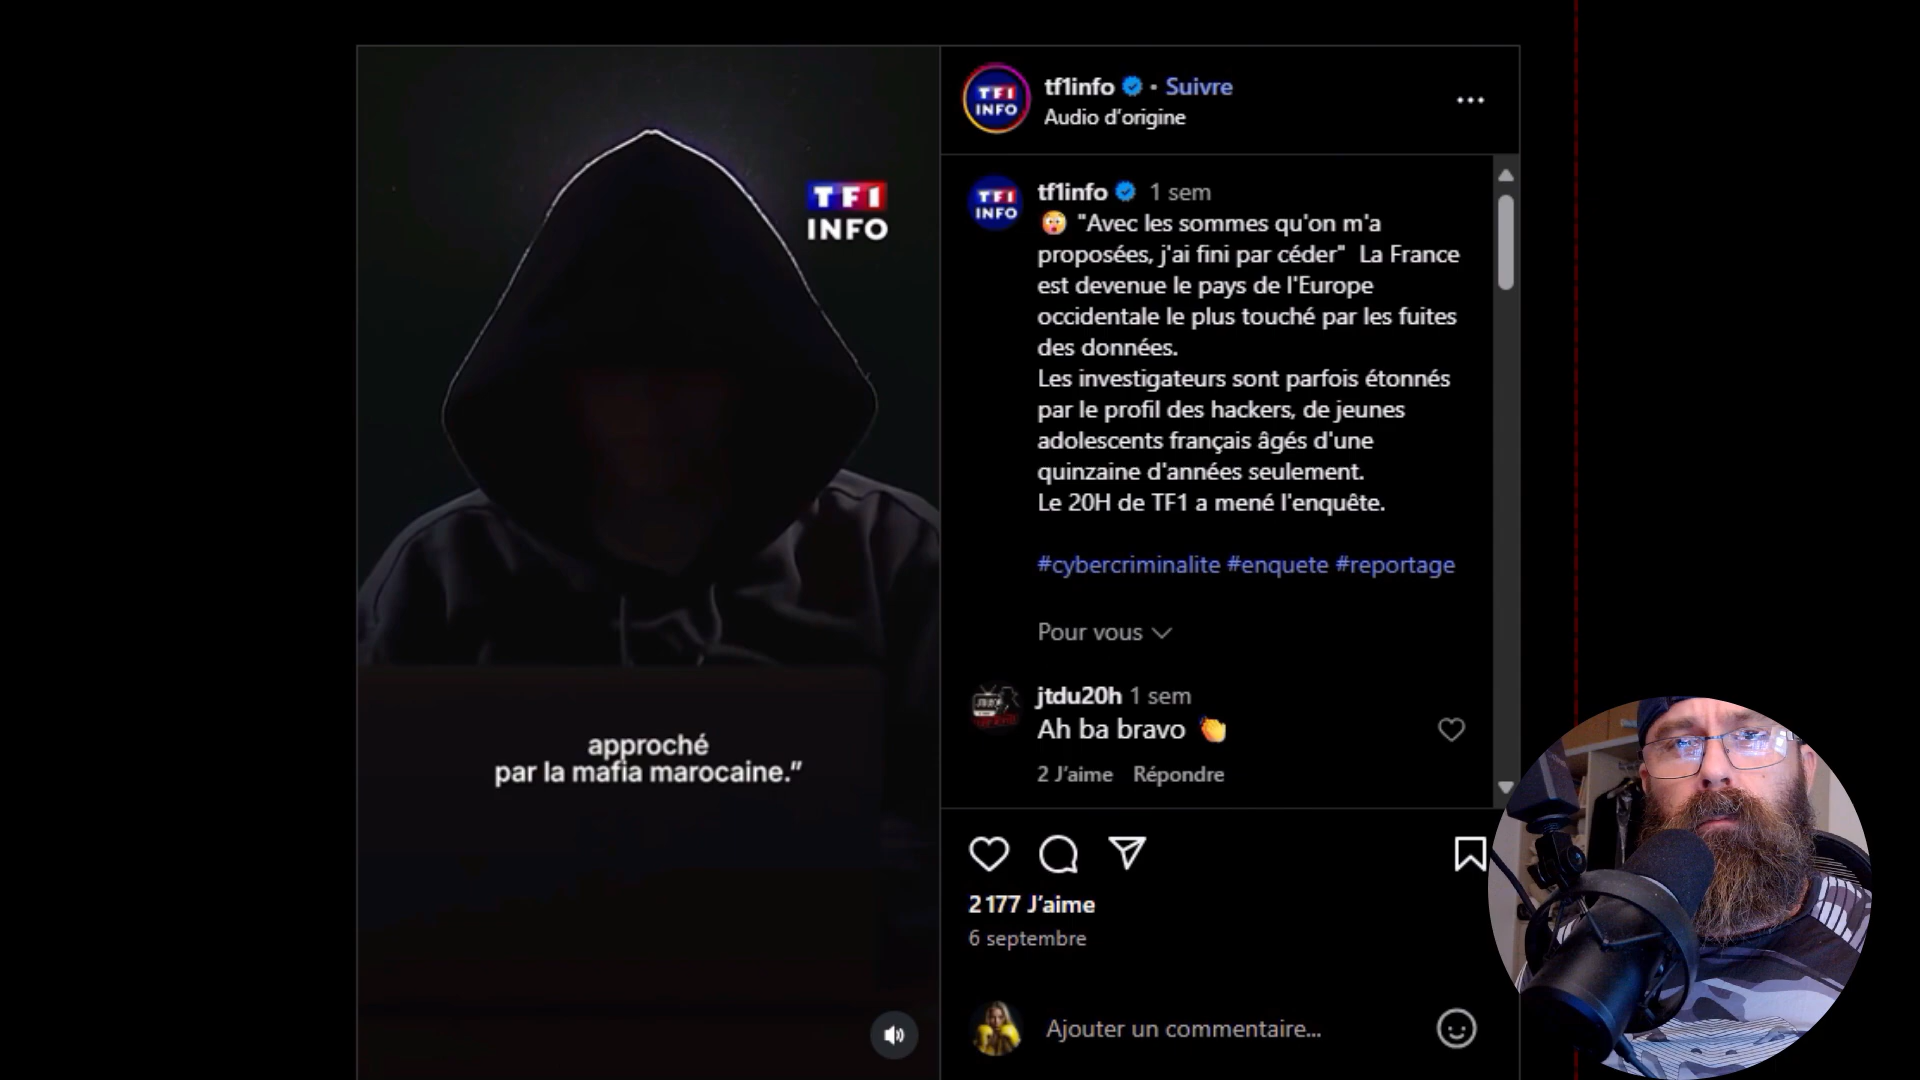 TF1
INFO
approché
par la mafia marocaine.”
TF1
INFO
tf1info • Suivre
Audio d’origine
TF1
INFO
tf1info 1 sem
😲 "Avec les sommes qu'on m'a
proposées, j'ai fini par céder" La France
est devenue le pays de l'Europe
occidentale le plus touché par les fuites
des données.
Les investigateurs sont parfois étonnés
par le profil des hackers, de jeunes
adolescents français âgés d'une
quinzaine d'années seulement.
Le 20H de TF1 a mené l'enquête.
#cybercriminalite #enquete #reportage
Pour vous
jtdu20h 1 sem
Ah ba bravo 👏
2 J’aime Répondre
2 177 J’aime
6 septembre
Ajouter un commentaire...